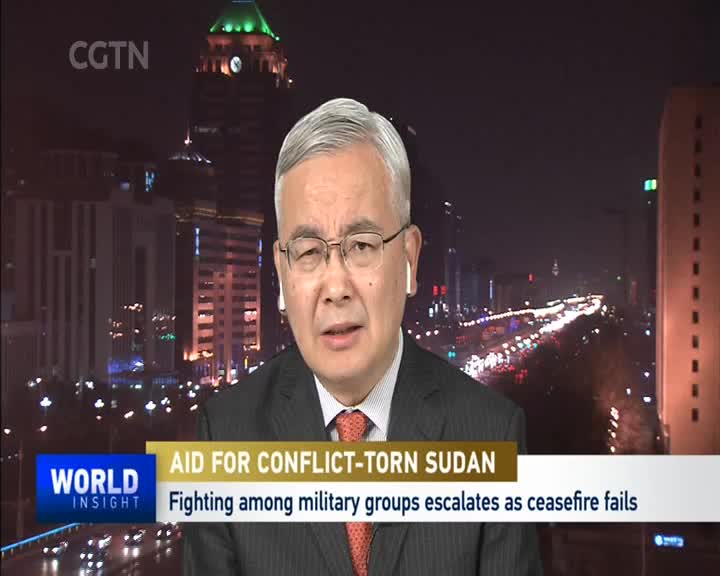 CGTN
AID FOR CONFLICT-TORN SUDAN
WORLD
INSIGHT
Fighting among military groups escalates as ceasefire fails